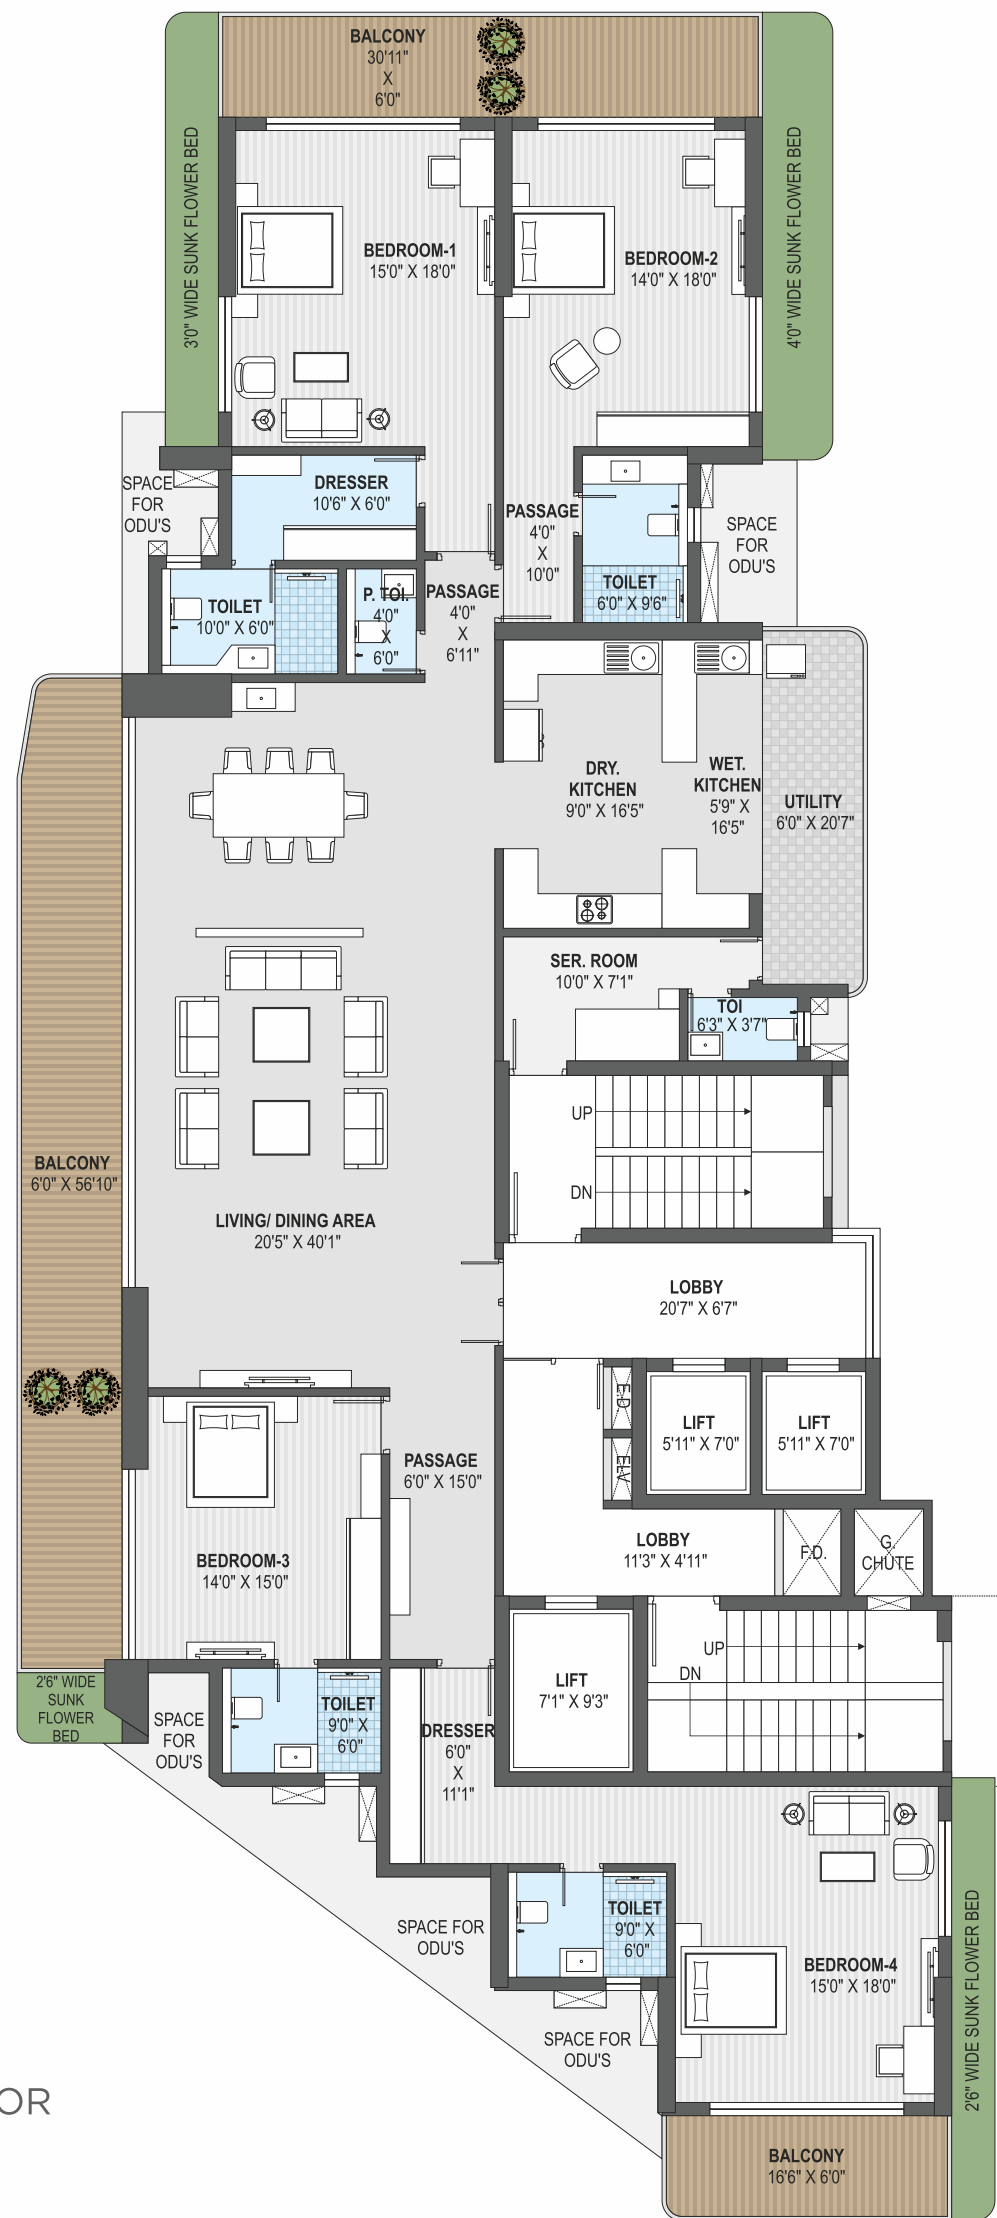 BALCONY
30'11"
X
6'0"
3'0" WIDE SUNK FLOWER BED
4'0" WIDE SUNK FLOWER BED
BEDROOM-1
15'0" X 18'0"
BEDROOM-2
14'0" X 18'0"
SPACE
FOR
ODU'S
DRESSER
10'6" X 6'0"
PASSAGE
4'0"
X
10'0"
SPACE
FOR
ODU'S
TOILET
6'0" X 9'6"
TOILET
10'0" X 6'0"
P. TOI.
4'0"
X
6'0"
PASSAGE
4'0"
X
6'11"
DRY.
KITCHEN
9'0" X 16'5"
WET.
KITCHEN
5'9" X
16'5"
UTILITY
6'0" X 20'7"
SER. ROOM
10'0" X 7'1"
TOI
6'3" X 3'7"
UP
DN
BALCONY
6'0" X 56'10"
LIVING/ DINING AREA
20'5" X 40'1"
LOBBY
20'7" X 6'7"
E.D
ELV
LIFT
5'11" X 7'0"
LIFT
5'11" X 7'0"
PASSAGE
6'0" X 15'0"
LOBBY
11'3" X 4'11"
F.D.
G.
CHUTE
BEDROOM-3
14'0" X 15'0"
UP
DN
LIFT
7'1" X 9'3"
2'6" WIDE
SUNK
FLOWER
BED
SPACE
FOR
ODU'S
TOILET
9'0" X
6'0"
DRESSER
6'0"
X
11'1"
SPACE FOR
ODU'S
TOILET
9'0" X
6'0"
BEDROOM-4
15'0" X 18'0"
2'6" WIDE SUNK FLOWER BED
SPACE FOR
ODU'S
OR
BALCONY
16'6" X 6'0"